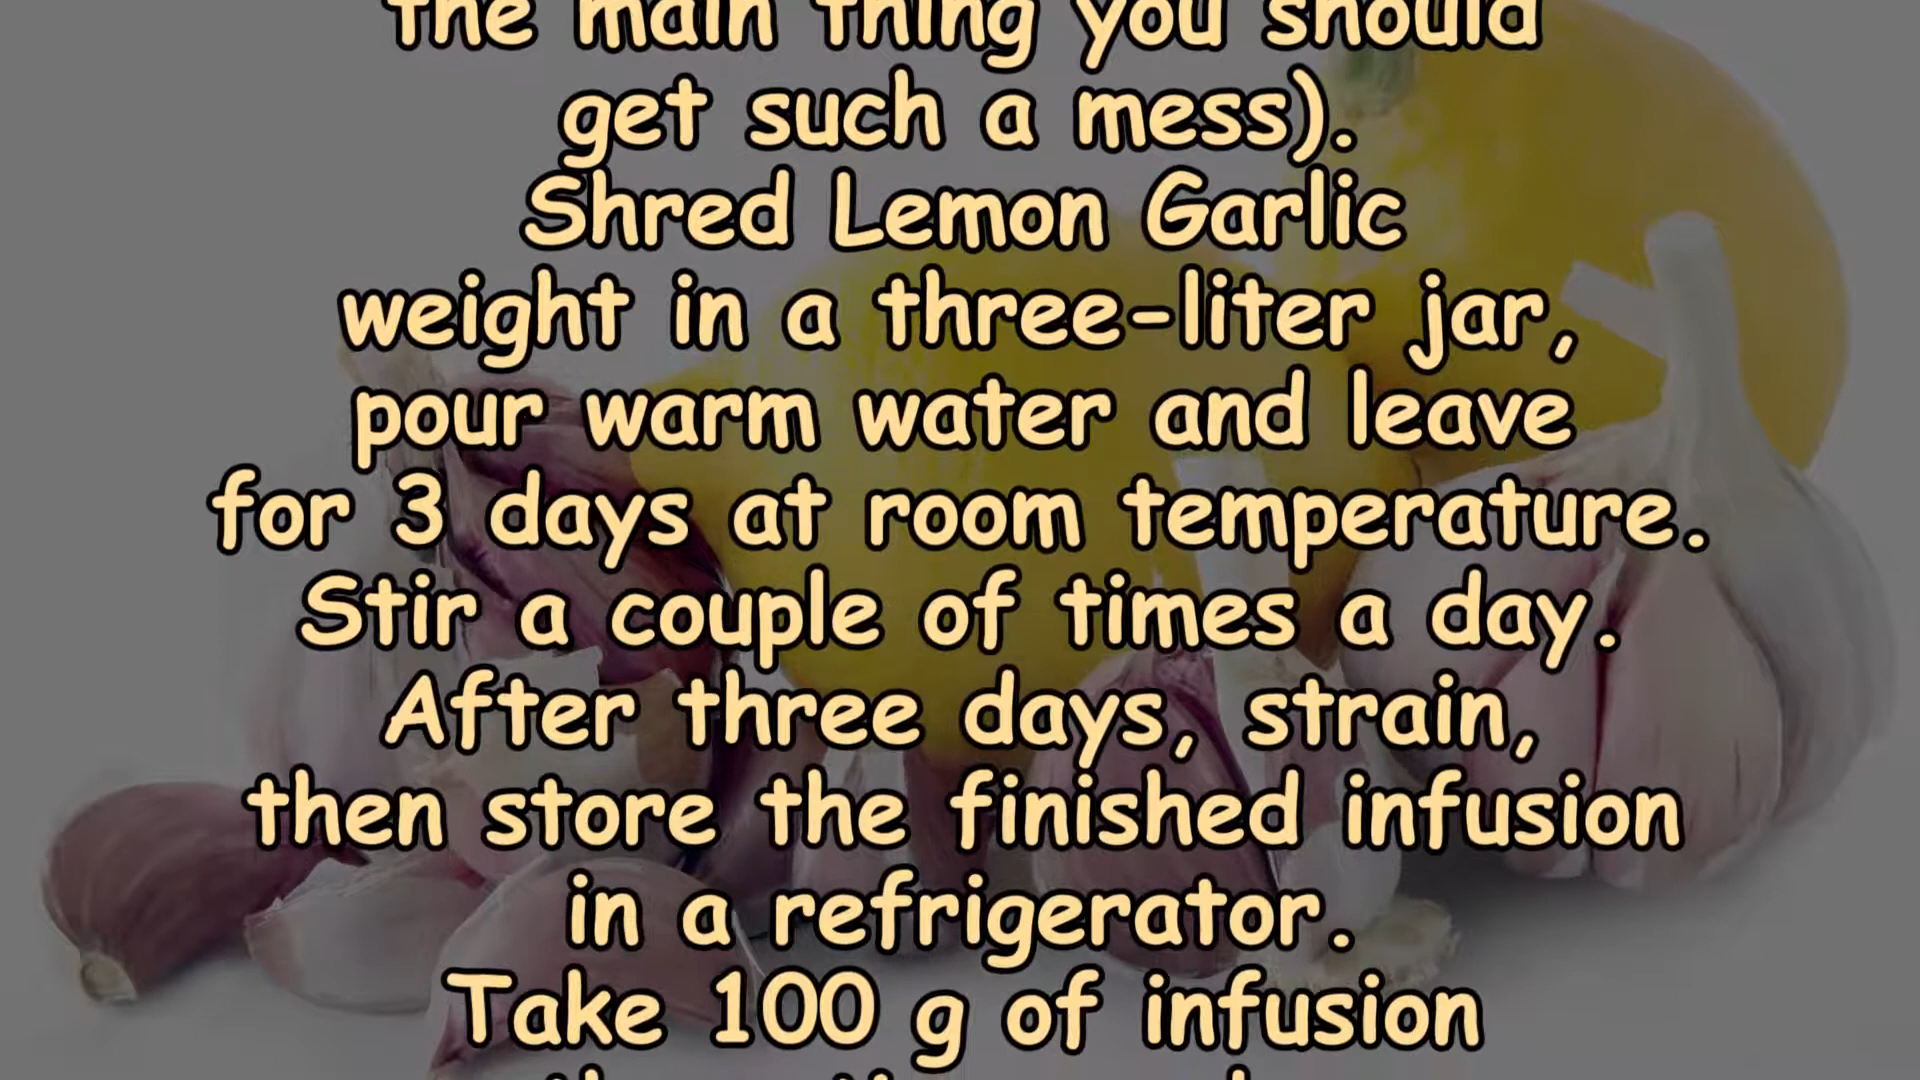 the main thing you should
get such a mess).
Shred Lemon Garlic
weight in a three-liter jar,
pour warm water and leave
for 3 days at room temperature.
Stir a couple of times a day.
After three days, strain,
then store the finished infusion
in a refrigerator.
Take 100 g of infusion